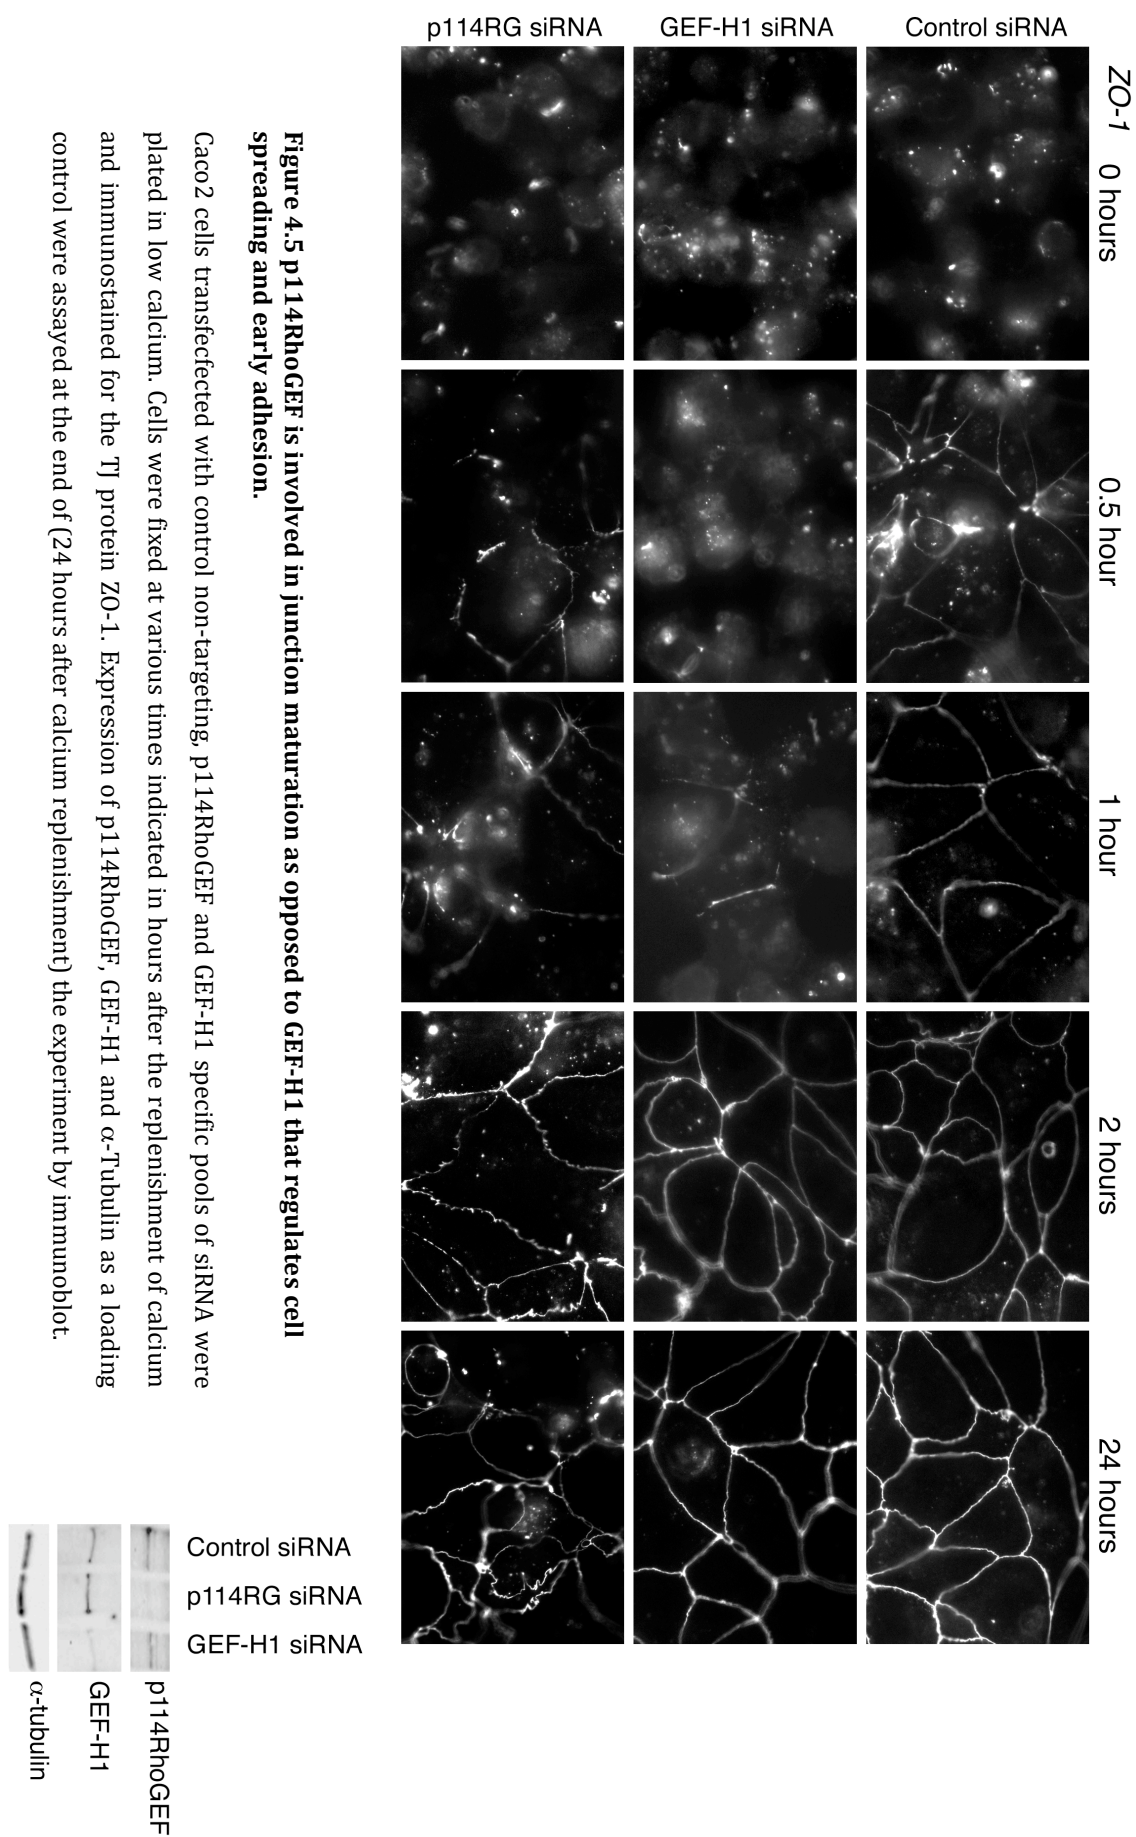 ZO-1
0 hours
0.5 hour
1 hour
2 hours
24 hours
Control siRNA
GEF-H1 siRNA
p114RG siRNA
Figure 4.5 p114RhoGEF is involved in junction maturation as opposed to GEF-H1 that regulates cell
spreading and early adhesion.
Caco2 cells transfecfected with control non-targeting, p114RhoGEF and GEF-H1 specific pools of siRNA were
plated in low calcium. Cells were fixed at various times indicated in hours after the replenishment of calcium
and immunostained for the TJ protein ZO-1. Expression of p114RhoGEF, GEF-H1 and α-Tubulin as a loading
control were assayed at the end of (24 hours after calcium replenishment) the experiment by immunoblot.
Control siRNA
p114RG siRNA
GEF-H1 siRNA
p114RhoGEF
GEF-H1
α-tubulin